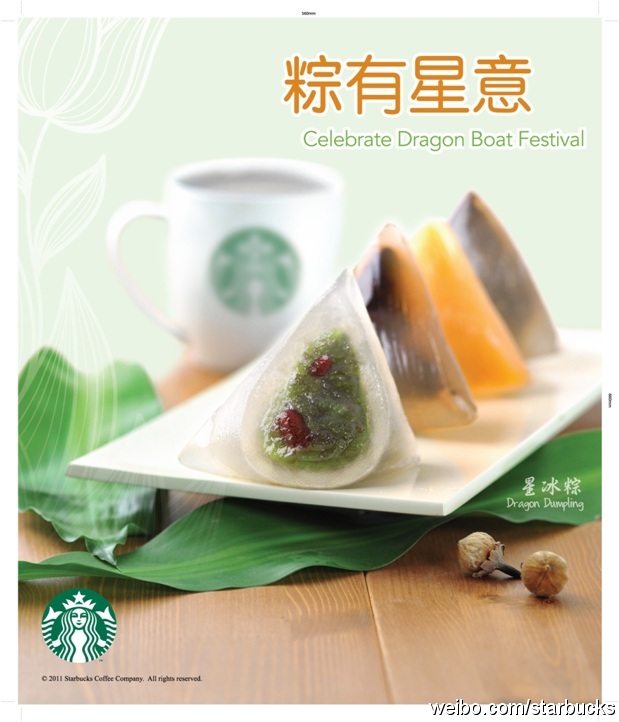 560mm
粽有星意
Celebrate Dragon Boat Festival
星冰粽
Dragon Dumpling
© 2011 Starbucks Coffee Company. All rights reserved.
weibo.com/starbucks